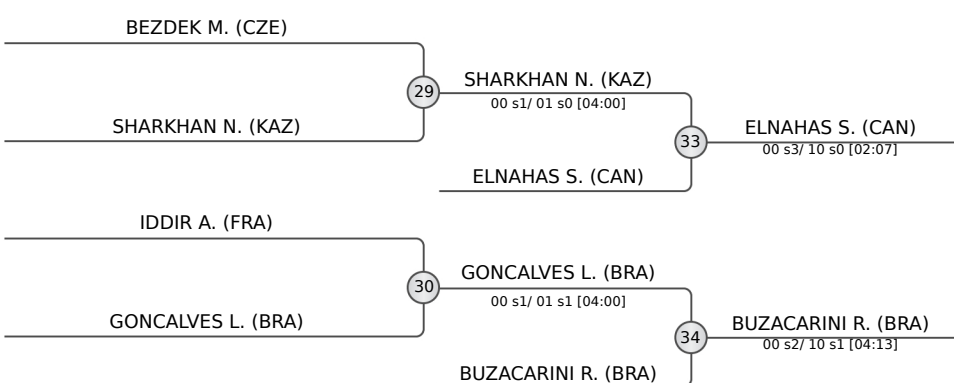 BEZDEK M. (CZE)
29
SHARKHAN N. (KAZ)
00 s1/ 01 s0 [04:00]
SHARKHAN N. (KAZ)
33
ELNAHAS S. (CAN)
00 s3/ 10 s0 [02:07]
ELNAHAS S. (CAN)
IDDIR A. (FRA)
30
GONCALVES L. (BRA)
00 s1/ 01 s1 [04:00]
GONCALVES L. (BRA)
34
BUZACARINI R. (BRA)
00 s2/ 10 s1 [04:13]
BUZACARINI R. (BRA)